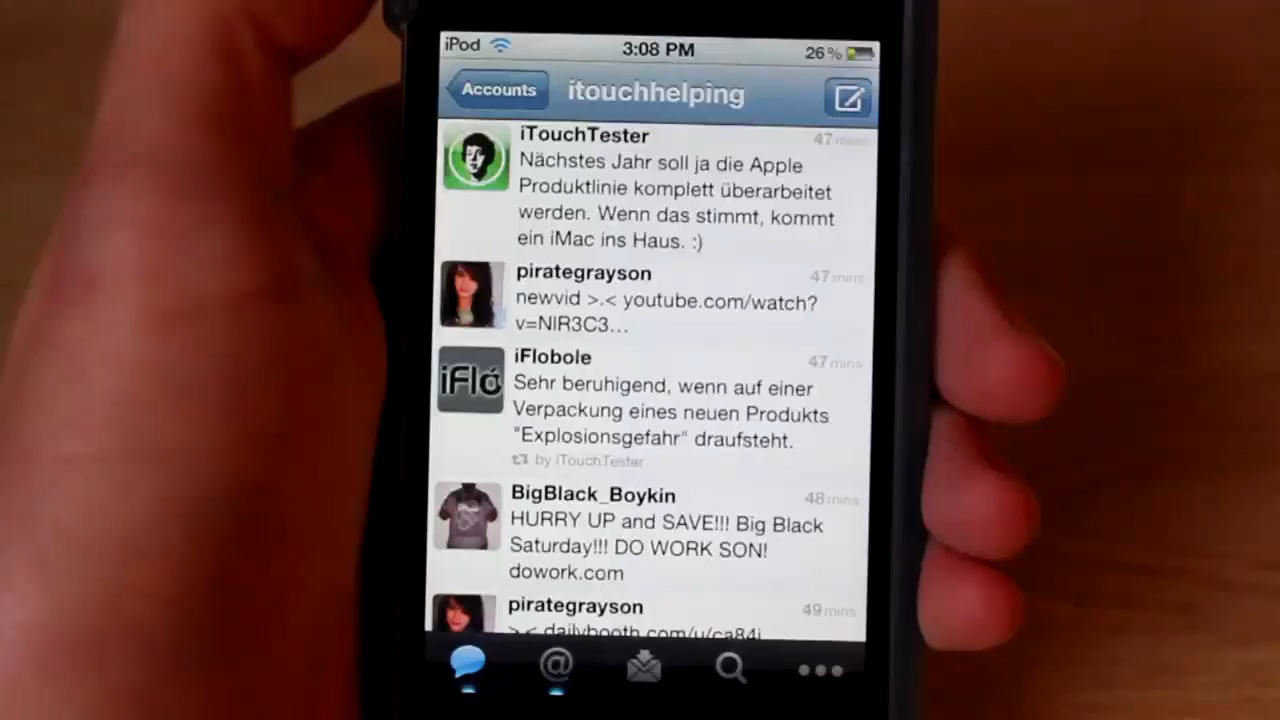 iPod 3:08 PM 26%
Accounts itouchhelping
iTouchTester 47 mins
Nächstes Jahr soll ja die Apple
Produktlinie komplett überarbeitet
werden. Wenn das stimmt, kommt
ein iMac ins Haus. :)
pirategrayson 47 mins
newvid >.< youtube.com/watch?
v=NIR3C3...
iFlobole 47 mins
iFlo
Sehr beruhigend, wenn auf einer
Verpackung eines neuen Produkts
"Explosionsgefahr" draufsteht.
by iTouchTester
BigBlack_Boykin 48 mins
HURRY UP and SAVE!!! Big Black
Saturday!!! DO WORK SON!
dowork.com
pirategrayson 49 mins
>.< dailybooth.com/u/ca84i
@